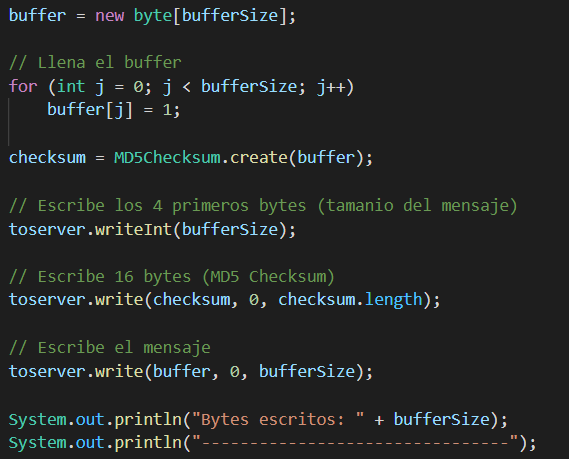 buffer = new byte[bufferSize];
// Llena el buffer
for (int j = 0; j < bufferSize; j++)
buffer[j] = 1;
checksum = MD5Checksum.create(buffer);
// Escribe los 4 primeros bytes (tamanio del mensaje)
toserver.writeInt(bufferSize);
// Escribe 16 bytes (MD5 Checksum)
toserver.write(checksum, 0, checksum.length);
// Escribe el mensaje
toserver.write(buffer, 0, bufferSize);
System.out.println("Bytes escritos: " + bufferSize);
System.out.println("--------------------------------");